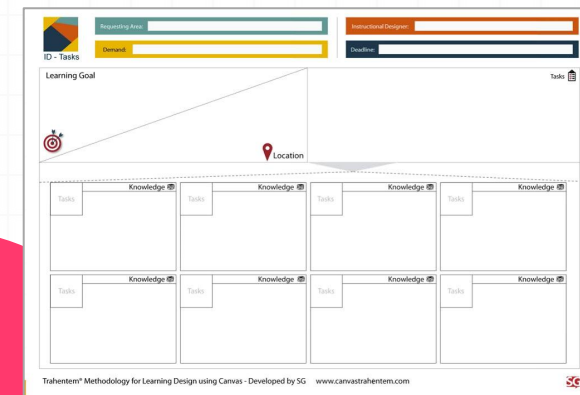 Requesting Area:
Instructional Designer:
Demand:
Deadline:
ID - Tasks
Learning Goal
Tasks
Location
Knowledge
Knowledge
Knowledge
Knowledge
Tasks
Tasks
Tasks
Tasks
Knowledge
Knowledge
Knowledge
Knowledge
Tasks
Tasks
Tasks
Tasks
Trahentem® Methodology for Learning Design using Canvas - Developed by SG www.canvastrahentem.com
SG